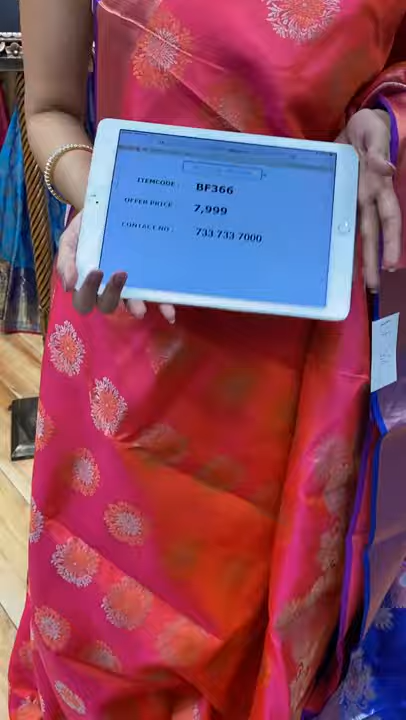 ITEMCODE : BF366
OFFER PRICE : 7,999
CONTACT NO : 733 733 7000